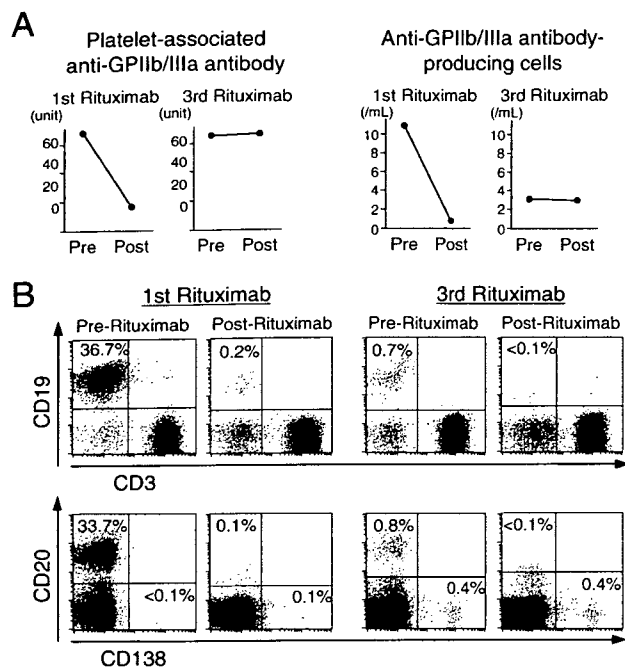 A
Platelet-associated
anti-GPIIb/IIIa antibody
1st Rituximab 3rd Rituximab
(unit) (unit)
60 60
40 40
20 20
0 0
Pre Post Pre Post
Anti-GPIIb/IIIa antibody-
producing cells
1st Rituximab 3rd Rituximab
(/mL) (/mL)
10 10
8 8
6 6
4 4
2 2
0 0
Pre Post Pre Post
B
1st Rituximab 3rd Rituximab
Pre-Rituximab Post-Rituximab Pre-Rituximab Post-Rituximab
36.7% 0.2% 0.7% <0.1%
CD19
CD3
33.7% 0.1% 0.8% <0.1%
<0.1% 0.1% 0.4% 0.4%
CD20
CD138